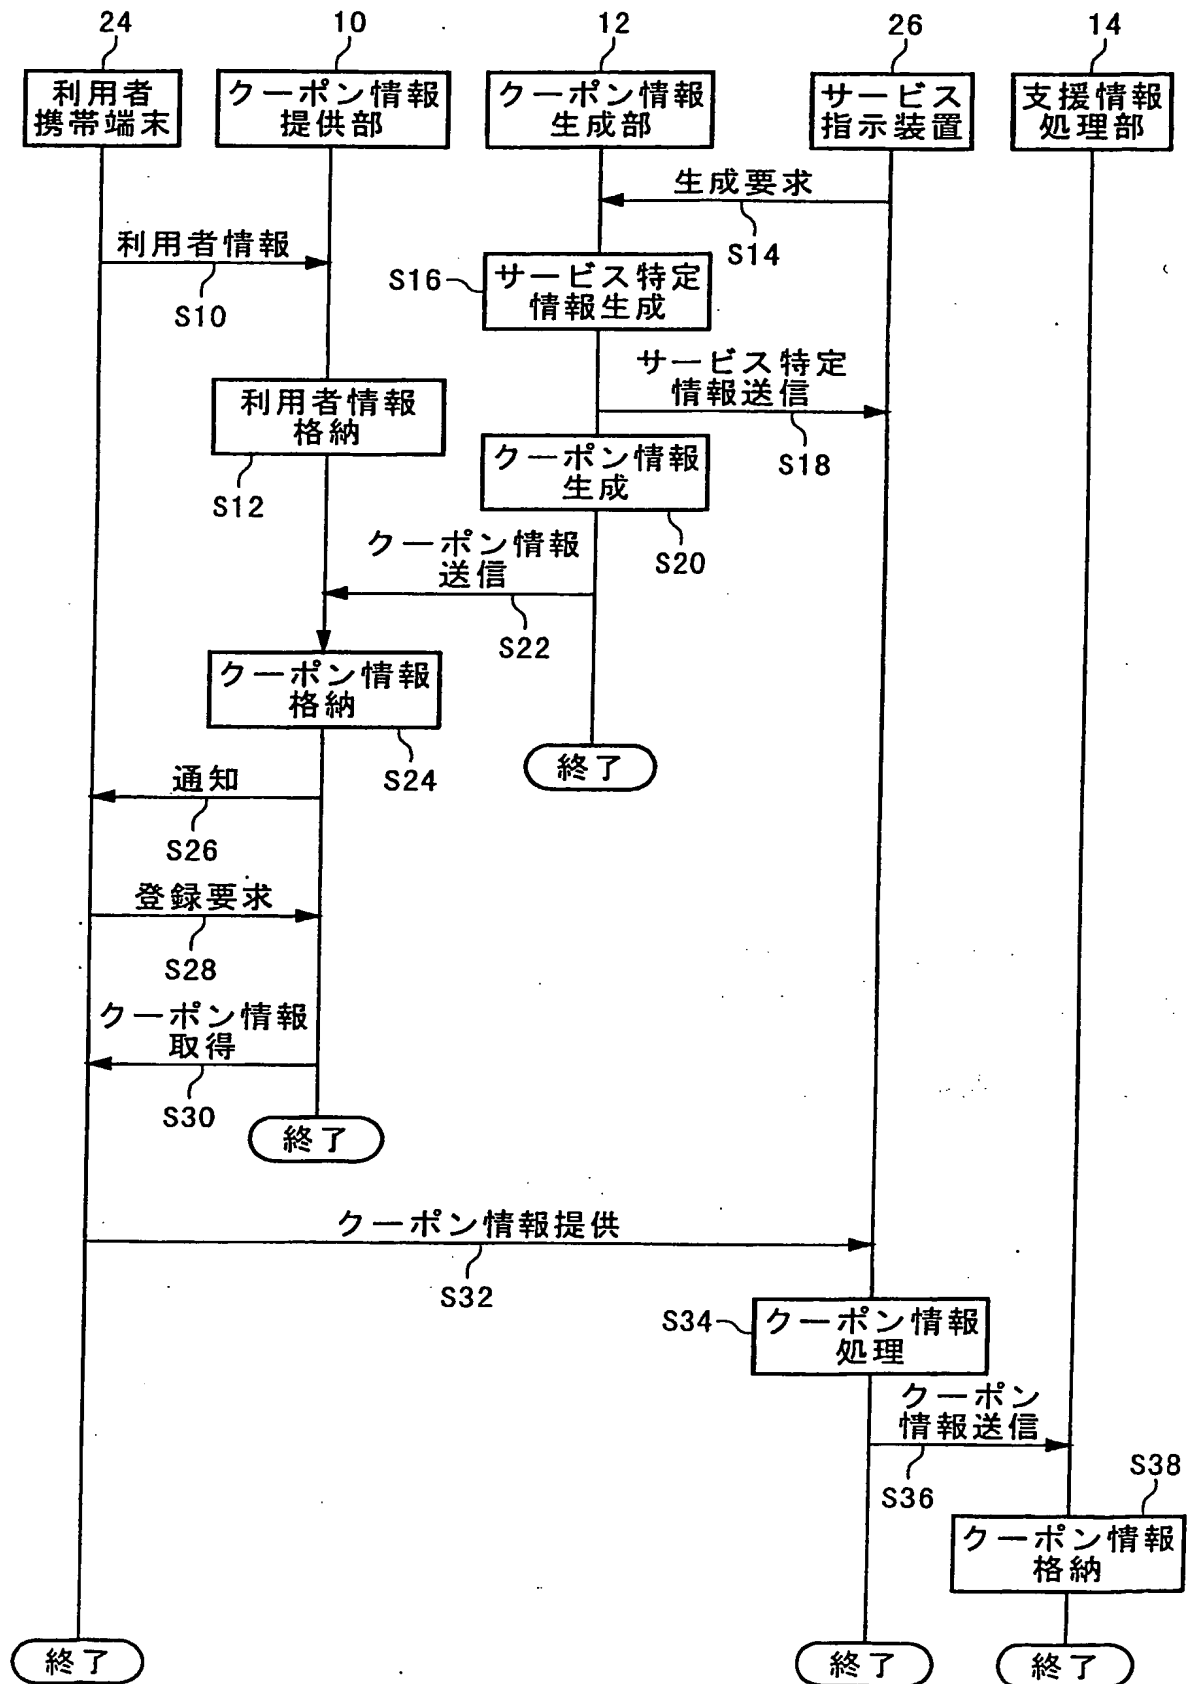 24
10
12
26
14
利用者
携帯端末
クーポン情報
提供部
クーポン情報
生成部
サービス
指示装置
支援情報
処理部
生成要求
S14
利用者情報
S10
S16
サービス特定
情報生成
サービス特定
情報送信
S18
利用者情報
格納
S12
クーポン情報
生成
S20
クーポン情報
送信
S22
クーポン情報
格納
S24
終了
通知
S26
登録要求
S28
クーポン情報
取得
S30
終了
クーポン情報提供
S32
S34
クーポン情報
処理
クーポン
情報送信
S36
S38
クーポン情報
格納
終了
終了
終了